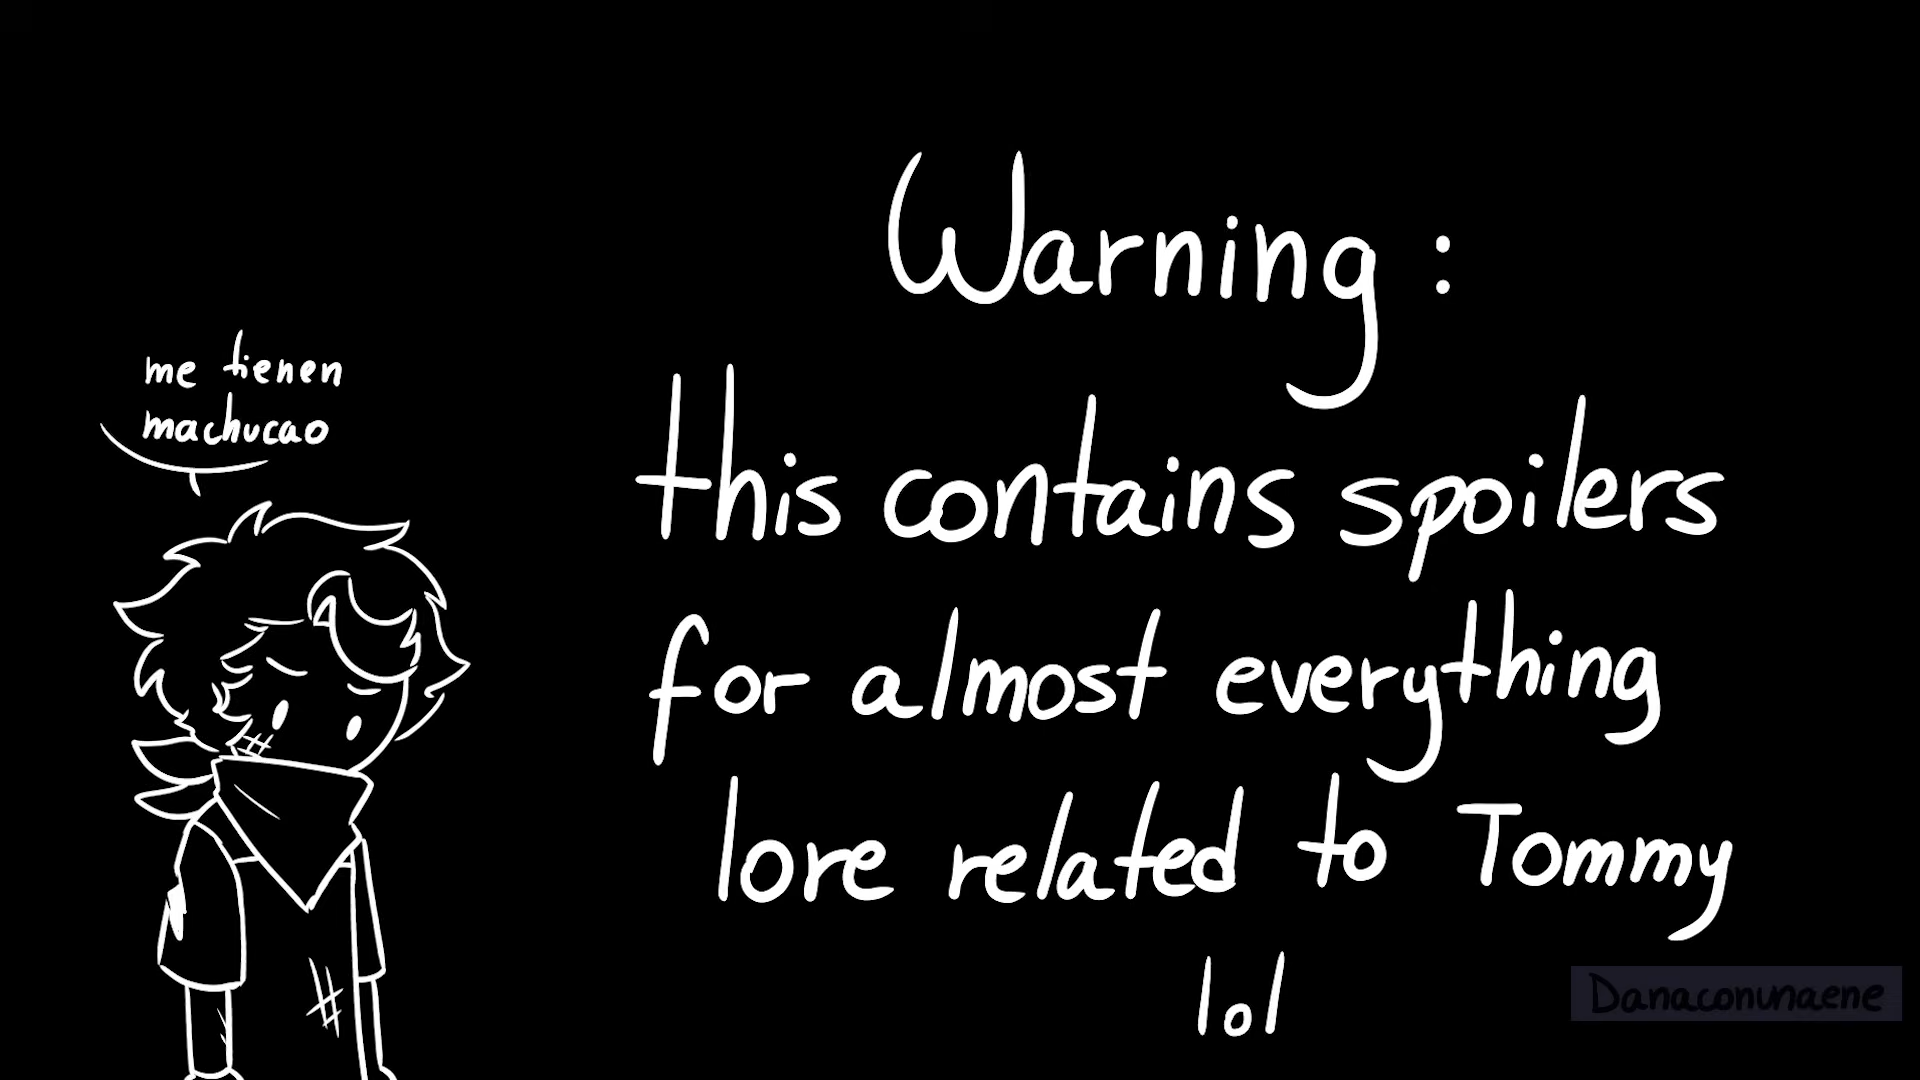 Warning :
this contains spoilers
for almost everything
lore related to Tommy
lol
me tienen
machucao
Danaconunaene